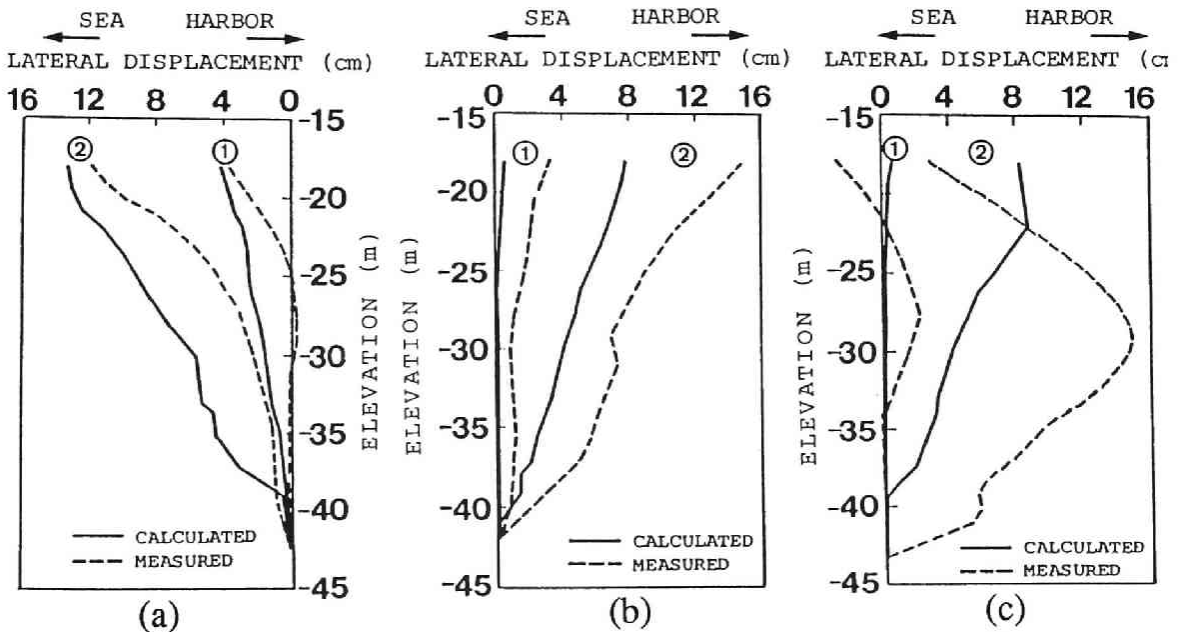 SEA HARBOR
LATERAL DISPLACEMENT (cm)
16 12 8 4 0
-15
② ①
-20
-25
-30
-35
-40
-45
ELEVATION (m)
CALCULATED
MEASURED
(a)
SEA HARBOR
LATERAL DISPLACEMENT (cm)
0 4 8 12 16
-15
① ②
-20
-25
-30
-35
-40
-45
ELEVATION (m)
CALCULATED
MEASURED
(b)
SEA HARBOR
LATERAL DISPLACEMENT (c
0 4 8 12 16
-15
① ②
-25
-30
-35
-40
-45
ELEVATION (m)
CALCULATED
MEASURED
(c)